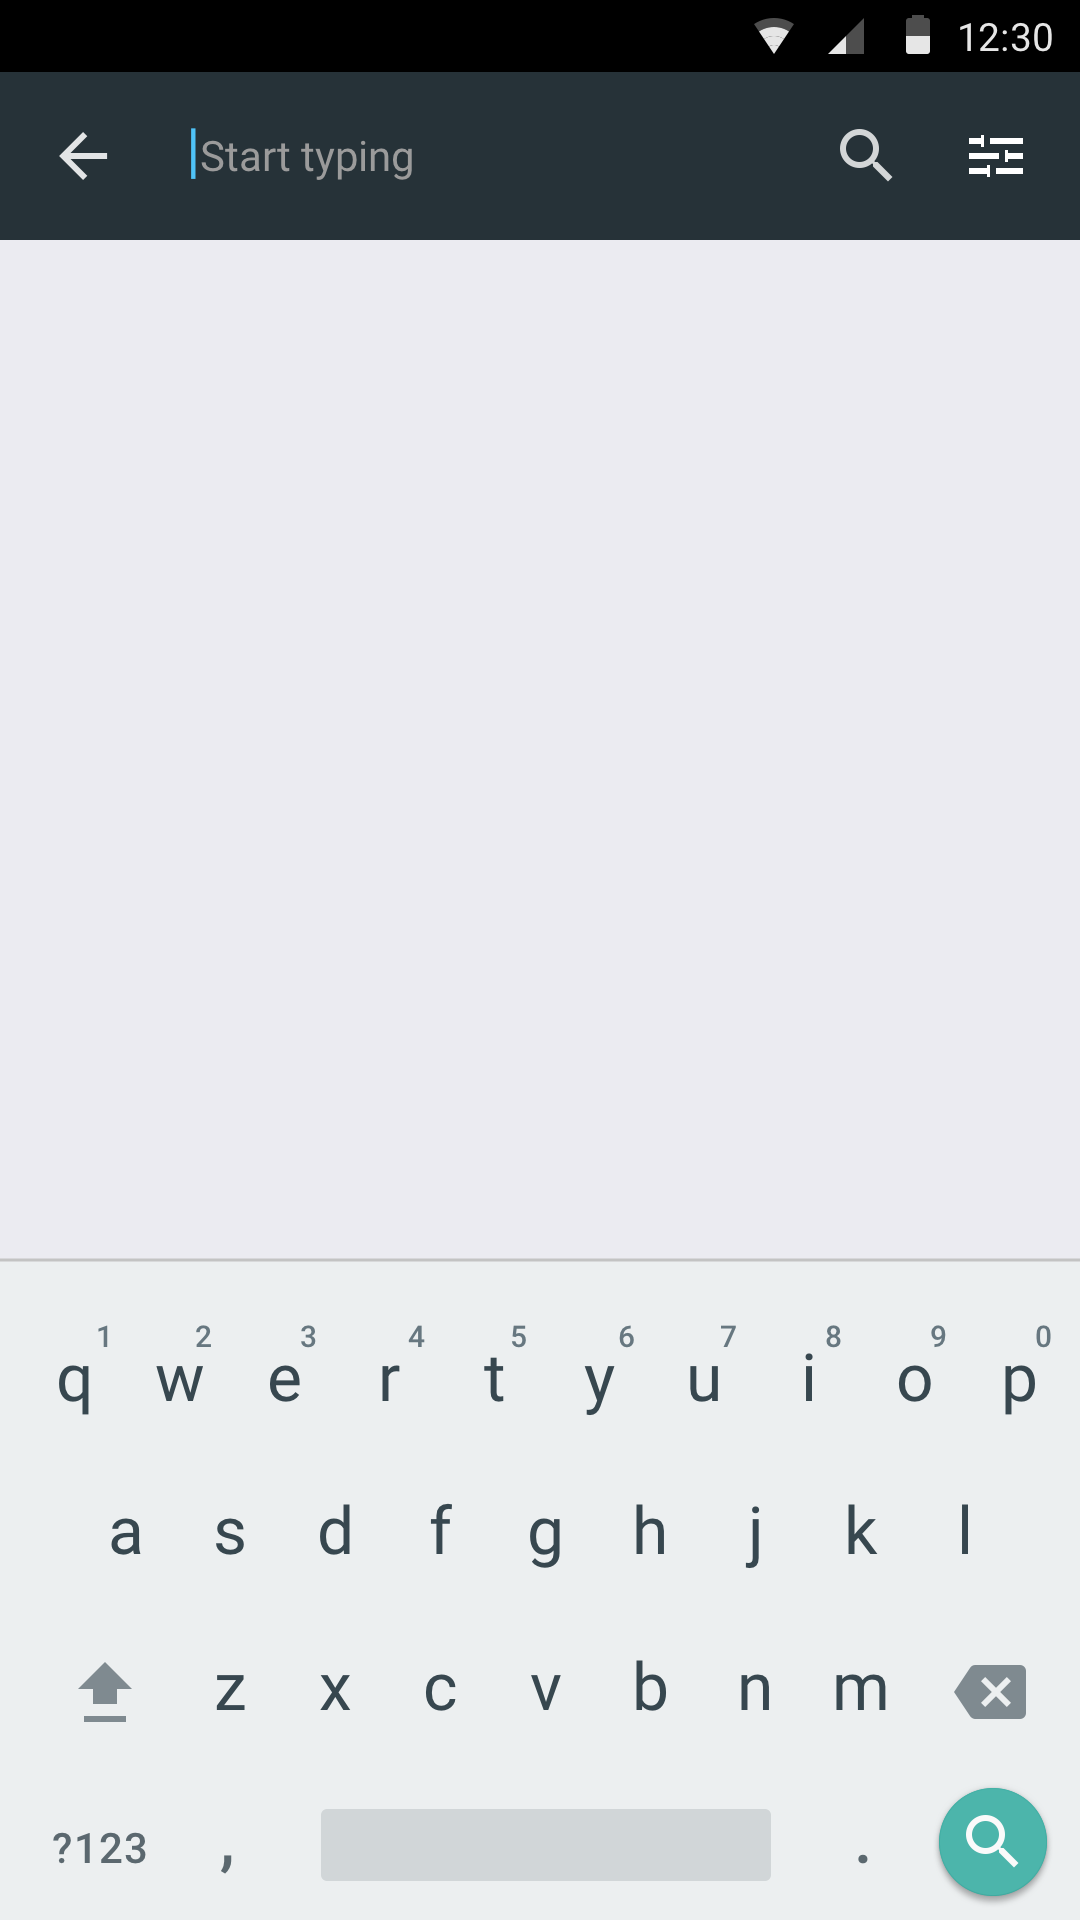 12:30
Start typing
1 2 3 4 5 6 7 8 9 0
q w e r t y u i o p
a s d f g h j k l
z x c v b n m
?123 , .